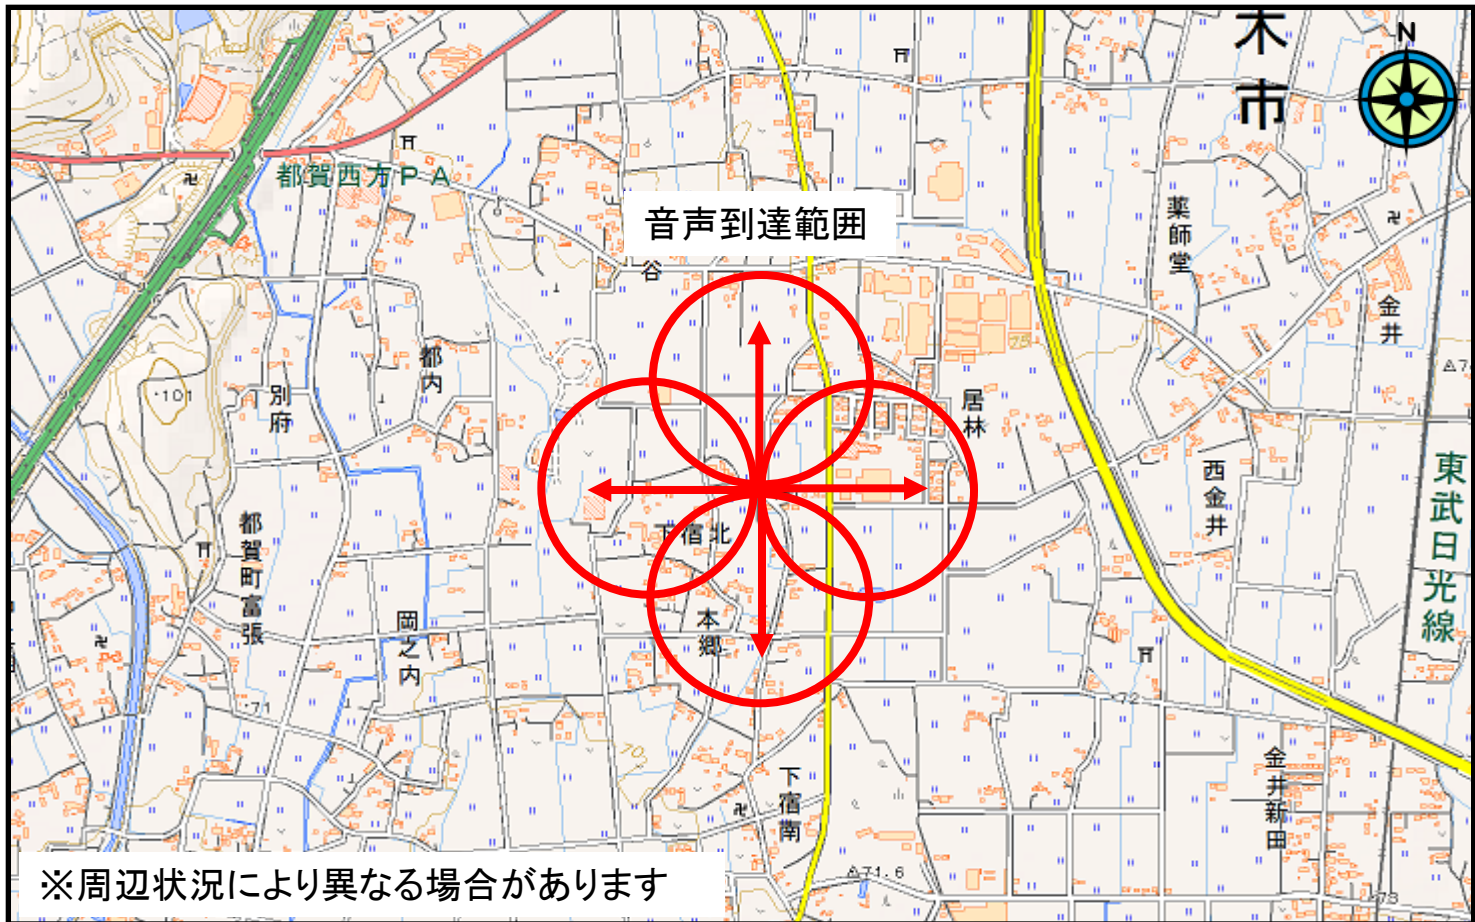 木市
N
都賀西方PA
音声到達範囲
谷
薬師堂
金井
75
・101
別府
都内
居林
西金井
東武日光線
下宿北
都賀町富張
本郷
岡之内
・71
・72
70
下宿南
金井新田
71.6
・73
※周辺状況により異なる場合があります